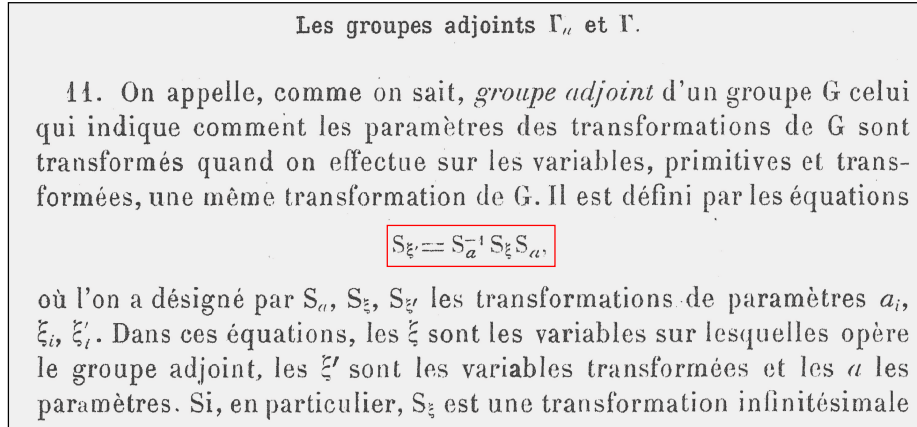 Les groupes adjoints Γₐ et Γ.
11. On appelle, comme on sait, groupe adjoint d'un groupe G celui
qui indique comment les paramètres des transformations de G sont
transformés quand on effectue sur les variables, primitives et trans-
formées, une même transformation de G. Il est défini par les équations
S_ξ′ = S_a⁻¹ S_ξ S_a,
où l'on a désigné par S_a, S_ξ, S_ξ′ les transformations de paramètres a_i,
ξ_i, ξ′_i. Dans ces équations, les ξ sont les variables sur lesquelles opère
le groupe adjoint, les ξ′ sont les variables transformées et les a les
paramètres. Si, en particulier, S_ξ est une transformation infinitésimale